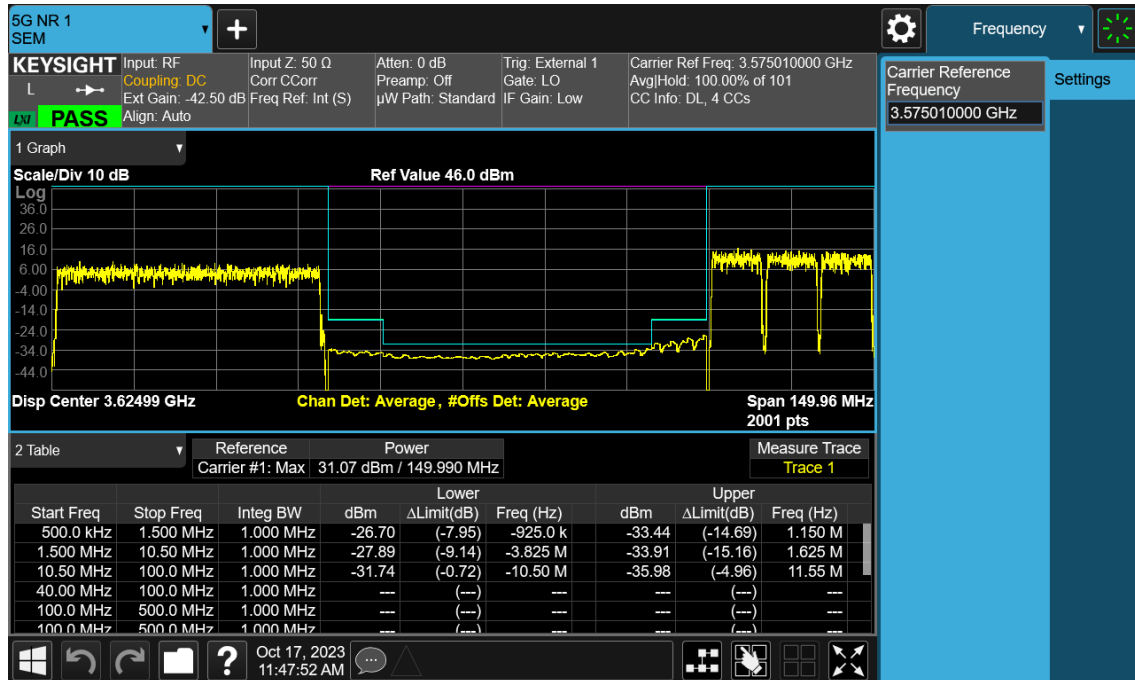 5G NR 1
SEM
Frequency
KEYSIGHT
L
LXI PASS
Input: RF
Coupling: DC
Ext Gain: -42.50 dB
Align: Auto
Input Z: 50 Ω
Corr CCorr
Freq Ref: Int (S)
Atten: 0 dB
Preamp: Off
µW Path: Standard
Trig: External 1
Gate: LO
IF Gain: Low
Carrier Ref Freq: 3.575010000 GHz
Avg|Hold: 100.00% of 101
CC Info: DL, 4 CCs
Carrier Reference
Frequency
3.575010000 GHz
Settings
1 Graph
Scale/Div 10 dB Ref Value 46.0 dBm
Log
36.0
26.0
16.0
6.00
-4.00
-14.0
-24.0
-34.0
-44.0
Disp Center 3.62499 GHz Chan Det: Average, #Offs Det: Average Span 149.96 MHz
2001 pts
2 Table Reference Power Measure Trace
Carrier #1: Max 31.07 dBm / 149.990 MHz Trace 1
Lower Upper
Start Freq Stop Freq Integ BW dBm ΔLimit(dB) Freq (Hz) dBm ΔLimit(dB) Freq (Hz)
500.0 kHz 1.500 MHz 1.000 MHz -26.70 (-7.95) -925.0 k -33.44 (-14.69) 1.150 M
1.500 MHz 10.50 MHz 1.000 MHz -27.89 (-9.14) -3.825 M -33.91 (-15.16) 1.625 M
10.50 MHz 100.0 MHz 1.000 MHz -31.74 (-0.72) -10.50 M -35.98 (-4.96) 11.55 M
40.00 MHz 100.0 MHz 1.000 MHz --- (---) --- --- (---) ---
100.0 MHz 500.0 MHz 1.000 MHz --- (---) --- --- (---) ---
100.0 MHz 500.0 MHz 1.000 MHz --- (---) --- --- (---) ---
? Oct 17, 2023
11:47:52 AM